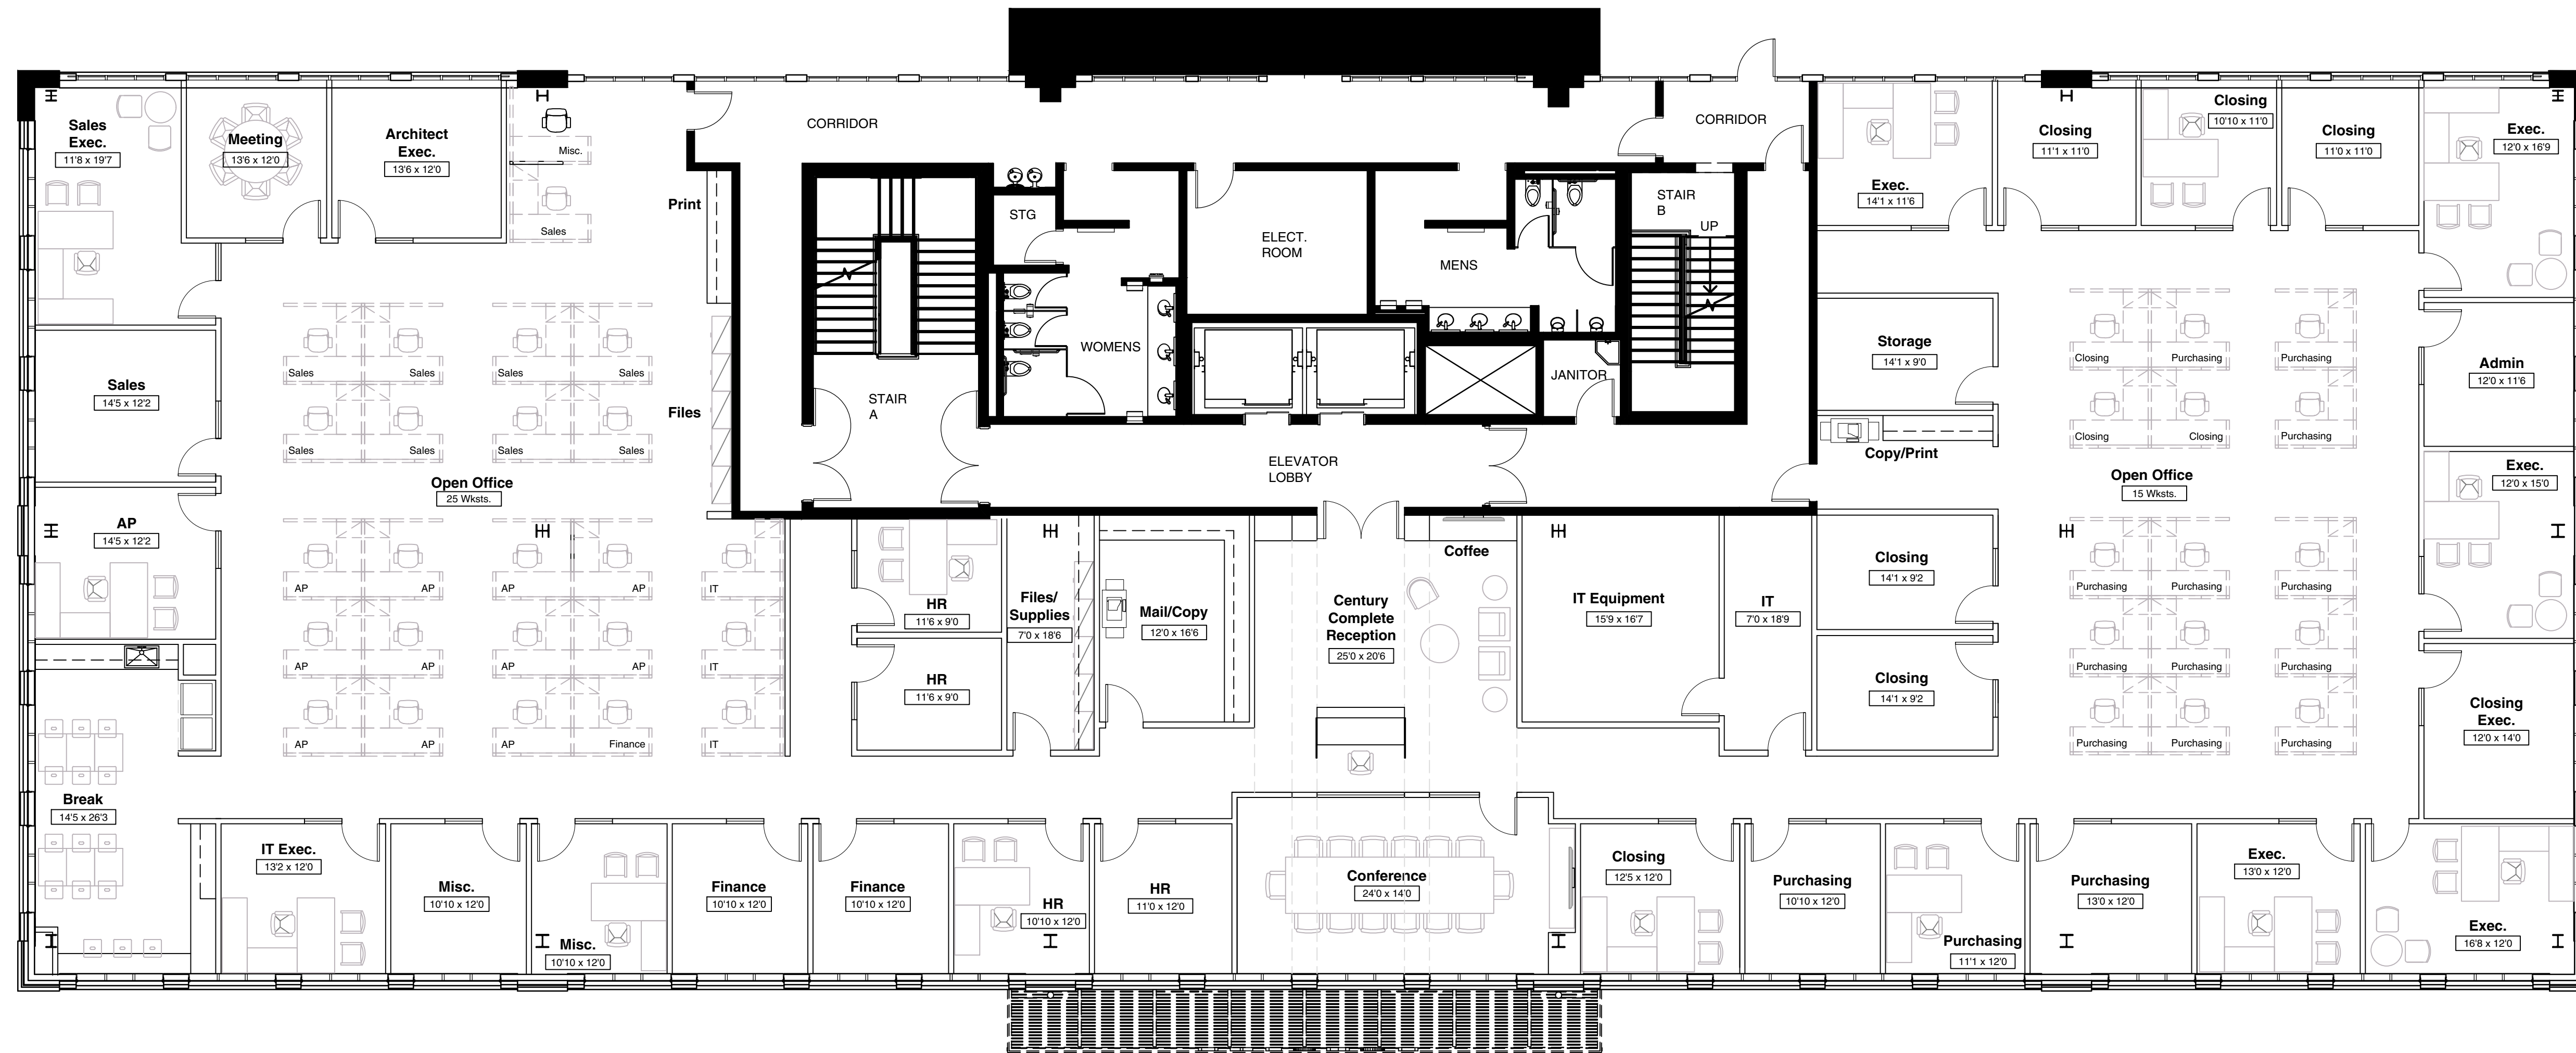 CORRIDOR
CORRIDOR
Sales
Exec.
11'8 x 19'7
Meeting
13'6 x 12'0
Architect
Exec.
13'6 x 12'0
Misc.
Sales
Print
Files
Closing
10'10 x 11'0
Closing
11'1 x 11'0
Closing
11'0 x 11'0
Exec.
12'0 x 16'9
Exec.
14'1 x 11'6
STG
ELECT.
ROOM
MENS
STAIR
B
UP
WOMENS
JANITOR
STAIR
A
ELEVATOR
LOBBY
Storage
14'1 x 9'0
Copy/Print
Admin
12'0 x 11'6
Sales
14'5 x 12'2
Sales
Sales
Sales
Sales
Sales
Sales
Sales
Sales
Open Office
25 Wksts.
Closing
Purchasing
Purchasing
Closing
Closing
Purchasing
Open Office
15 Wksts.
Exec.
12'0 x 15'0
AP
14'5 x 12'2
AP
AP
AP
AP
IT
AP
AP
AP
AP
IT
AP
AP
AP
Finance
IT
HR
11'6 x 9'0
HR
11'6 x 9'0
Files/
Supplies
7'0 x 18'6
Mail/Copy
12'0 x 16'6
Coffee
Century
Complete
Reception
25'0 x 20'6
IT Equipment
15'9 x 16'7
IT
7'0 x 18'9
Closing
14'1 x 9'2
Closing
14'1 x 9'2
Purchasing
Purchasing
Purchasing
Purchasing
Purchasing
Purchasing
Purchasing
Purchasing
Purchasing
Closing
Exec.
12'0 x 14'0
Break
14'5 x 26'3
IT Exec.
13'2 x 12'0
Misc.
10'10 x 12'0
Misc.
10'10 x 12'0
Finance
10'10 x 12'0
Finance
10'10 x 12'0
HR
10'10 x 12'0
HR
11'0 x 12'0
Conference
24'0 x 14'0
Closing
12'5 x 12'0
Purchasing
10'10 x 12'0
Purchasing
11'1 x 12'0
Purchasing
13'0 x 12'0
Exec.
13'0 x 12'0
Exec.
16'8 x 12'0